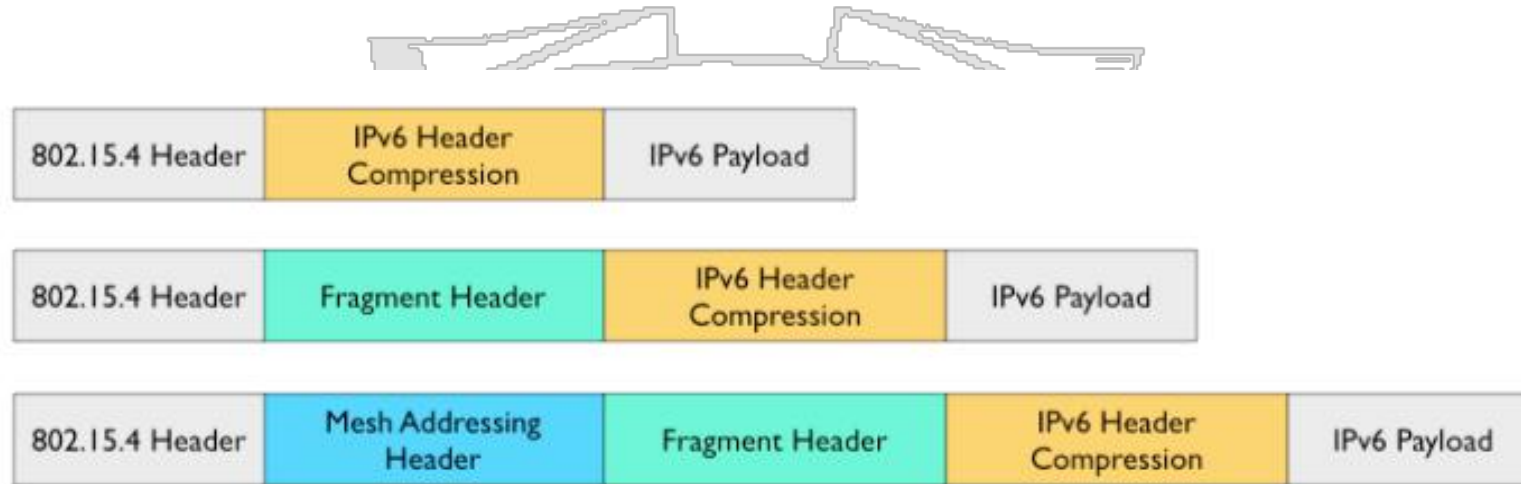 802.15.4 Header
IPv6 Header
Compression
IPv6 Payload
802.15.4 Header
Fragment Header
IPv6 Header
Compression
IPv6 Payload
802.15.4 Header
Mesh Addressing
Header
Fragment Header
IPv6 Header
Compression
IPv6 Payload